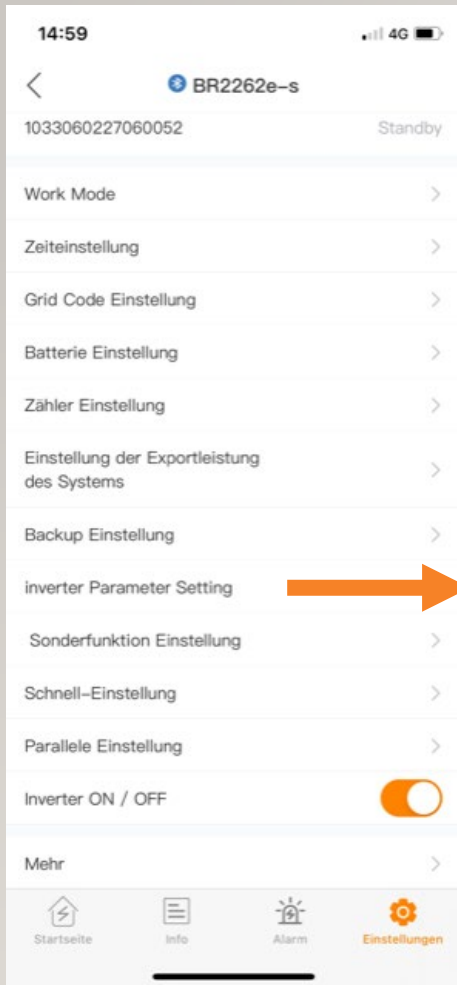 14:59
4G
BR2262e-s
1033060227060052 Standby
Work Mode
Zeiteinstellung
Grid Code Einstellung
Batterie Einstellung
Zähler Einstellung
Einstellung der Exportleistung
des Systems
Backup Einstellung
inverter Parameter Setting
Sonderfunktion Einstellung
Schnell-Einstellung
Parallele Einstellung
Inverter ON / OFF
Mehr
Startseite Info Alarm Einstellungen